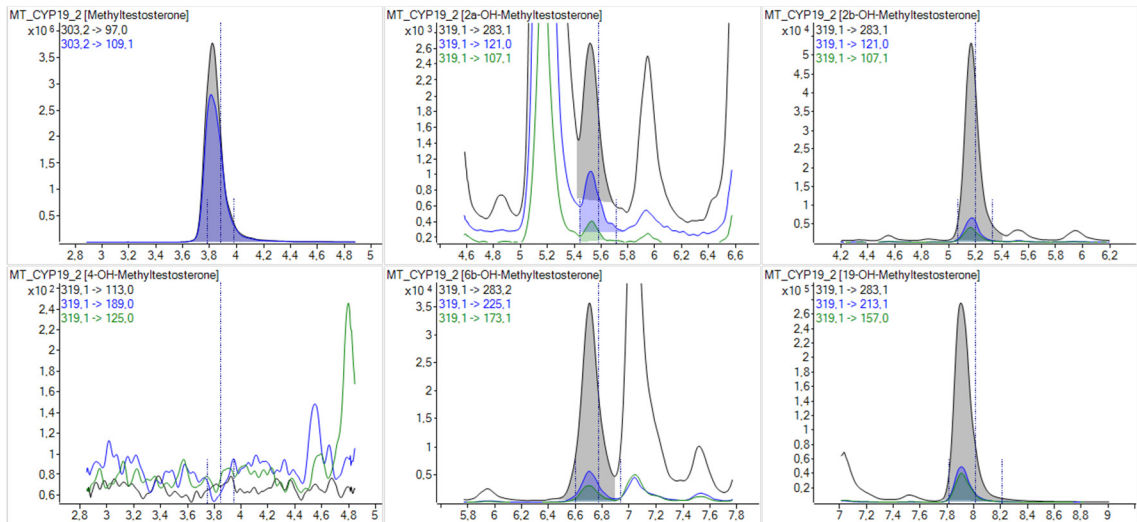 MT_CYP19_2 [Methyltestosterone]
x10 6
303,2 -> 97,0
303,2 -> 109,1
3,5
3
2,5
2
1,5
1
0,5
2,8 3 3,2 3,4 3,6 3,8 4 4,2 4,4 4,6 4,8 5
MT_CYP19_2 [2a-OH-Methyltestosterone]
x10 3
319,1 -> 283,1
319,1 -> 121,0
319,1 -> 107,1
2,8
2,6
2,4
2,2
2
1,8
1,6
1,4
1,2
1
0,8
0,6
0,4
0,2
4,6 4,8 5 5,2 5,4 5,6 5,8 6 6,2 6,4 6,6
MT_CYP19_2 [2b-OH-Methyltestosterone]
x10 4
319,1 -> 283,1
319,1 -> 121,0
319,1 -> 107,1
5
4,5
4
3,5
3
2,5
2
1,5
1
0,5
4,2 4,4 4,6 4,8 5 5,2 5,4 5,6 5,8 6 6,2
MT_CYP19_2 [4-OH-Methyltestosterone]
x10 2
319,1 -> 113,0
319,1 -> 189,0
319,1 -> 125,0
2,4
2,2
2
1,8
1,6
1,4
1,2
1
0,8
0,6
2,8 3 3,2 3,4 3,6 3,8 4 4,2 4,4 4,6 4,8 5
MT_CYP19_2 [6b-OH-Methyltestosterone]
x10 4
319,1 -> 283,2
319,1 -> 225,1
319,1 -> 173,1
3,5
3
2,5
2
1,5
1
0,5
5,8 6 6,2 6,4 6,6 6,8 7 7,2 7,4 7,6 7,8
MT_CYP19_2 [19-OH-Methyltestosterone]
x10 5
319,1 -> 283,1
319,1 -> 213,1
319,1 -> 157,0
2,6
2,4
2,2
2
1,8
1,6
1,4
1,2
1
0,8
0,6
0,4
0,2
7 7,2 7,4 7,6 7,8 8 8,2 8,4 8,6 8,8 9